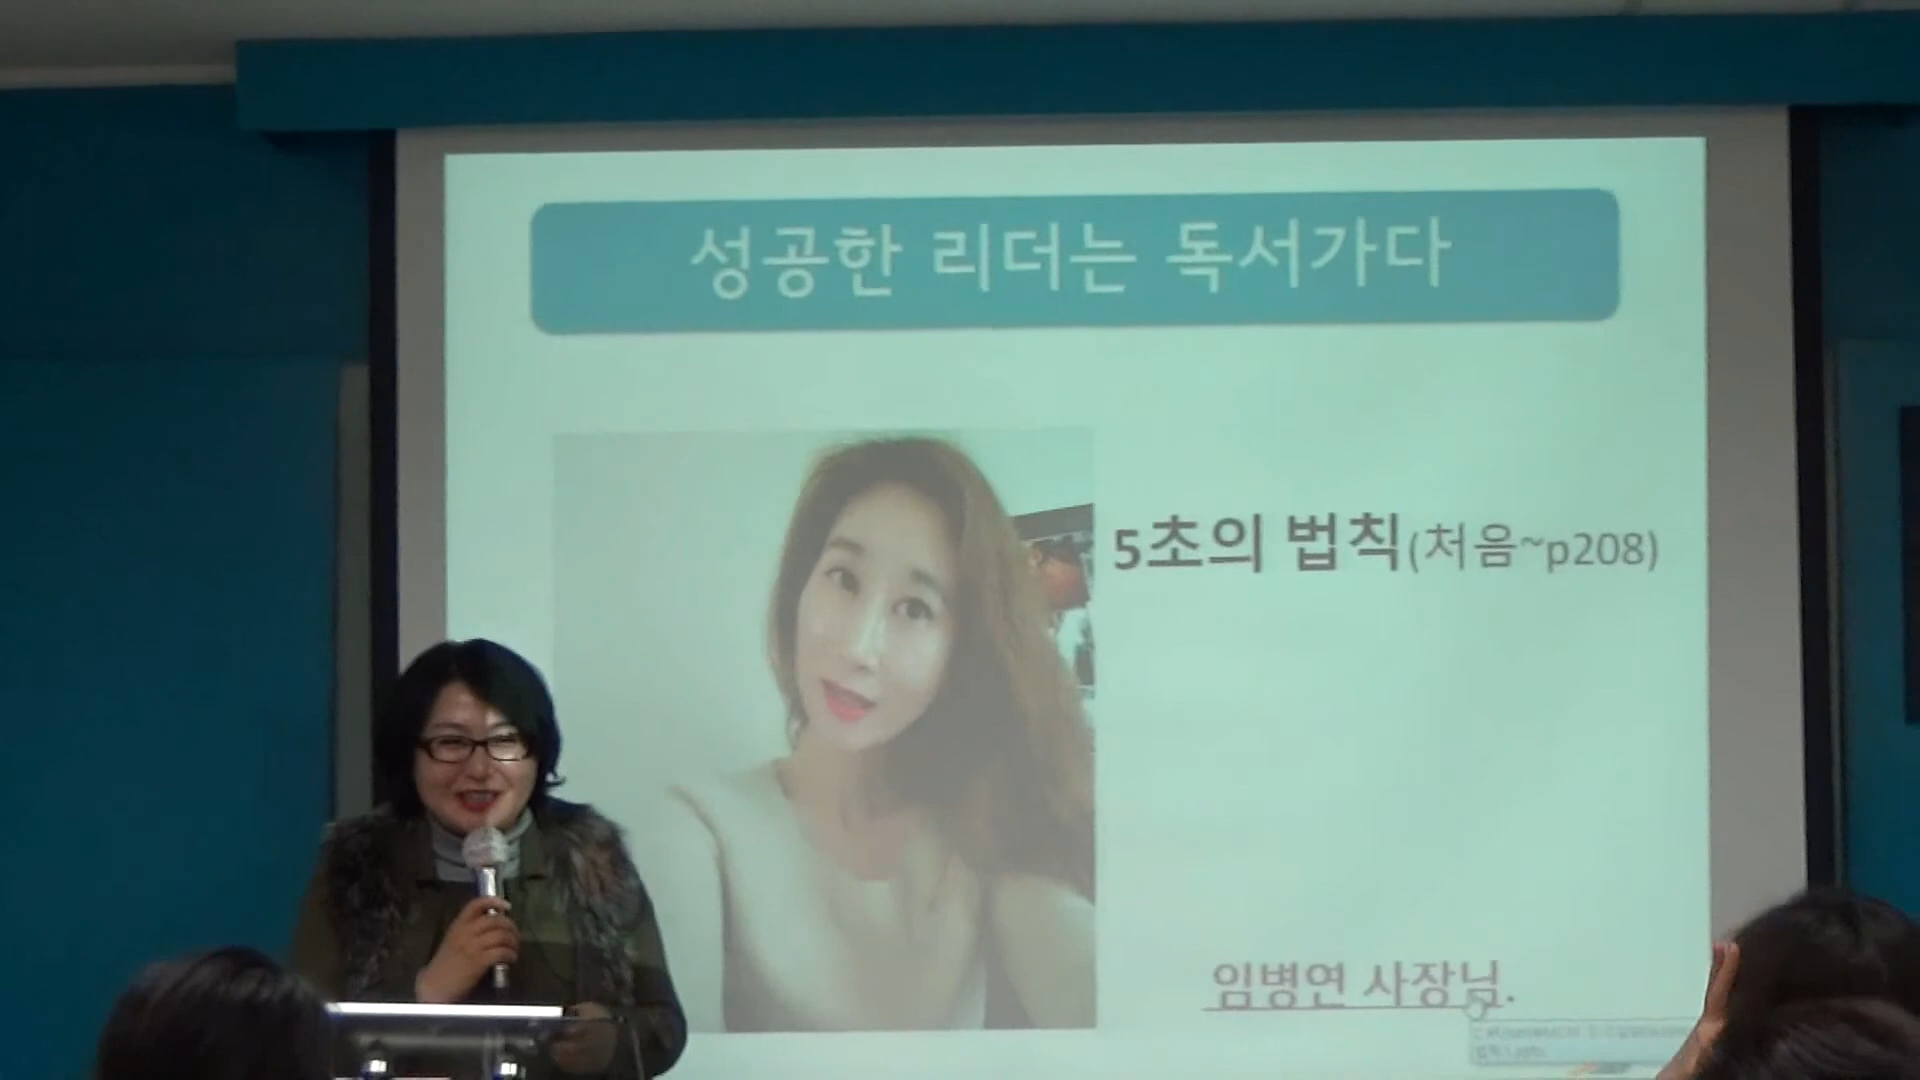 성공한 리더는 독서가다
5초의 법칙(처음~p208)
임병연 사장님.